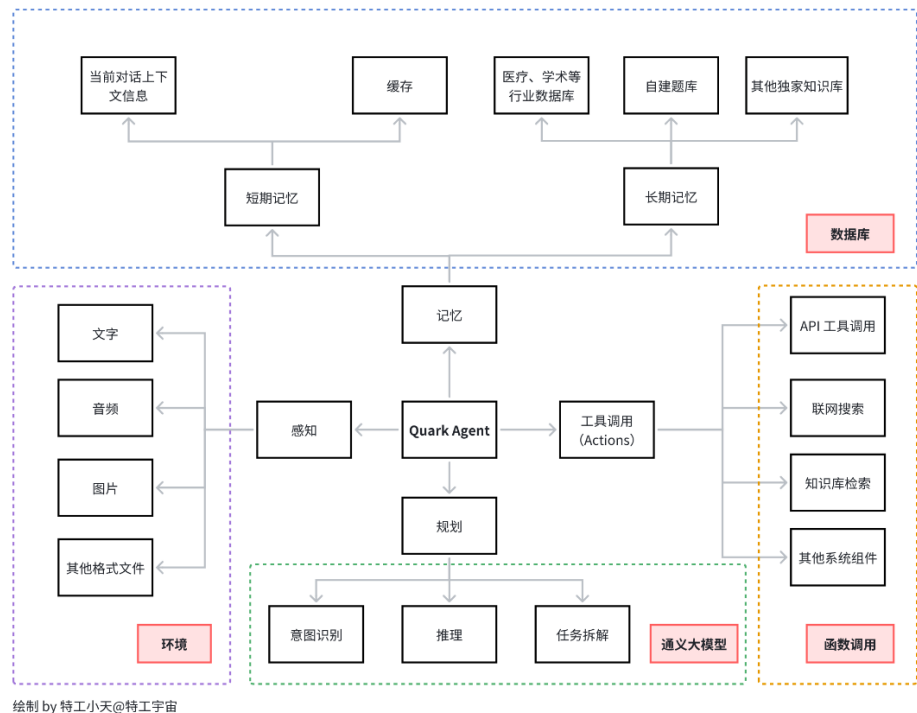 当前对话上下
文信息
缓存
医疗、学术等
行业数据库
自建题库
其他独家知识库
短期记忆
长期记忆
数据库
记忆
文字
音频
图片
其他格式文件
环境
感知
Quark Agent
工具调用
（Actions）
API 工具调用
联网搜索
知识库检索
其他系统组件
函数调用
规划
意图识别
推理
任务拆解
通义大模型
绘制 by 特工小天@特工宇宙